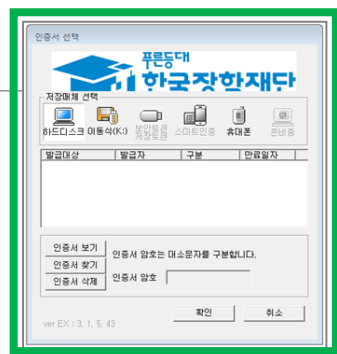 인증서 선택
푸른등대
한국장학재단
저장매체 선택
하드디스크 이동식(K:) 보안토큰 저장토큰 스마트인증 휴대폰 준비중
발급대상 발급자 구분 만료일자
인증서 보기
인증서 암호는 대소문자를 구분합니다.
인증서 찾기
인증서 암호
인증서 삭제
확인 취소
ver EX : 3, 1, 5, 43